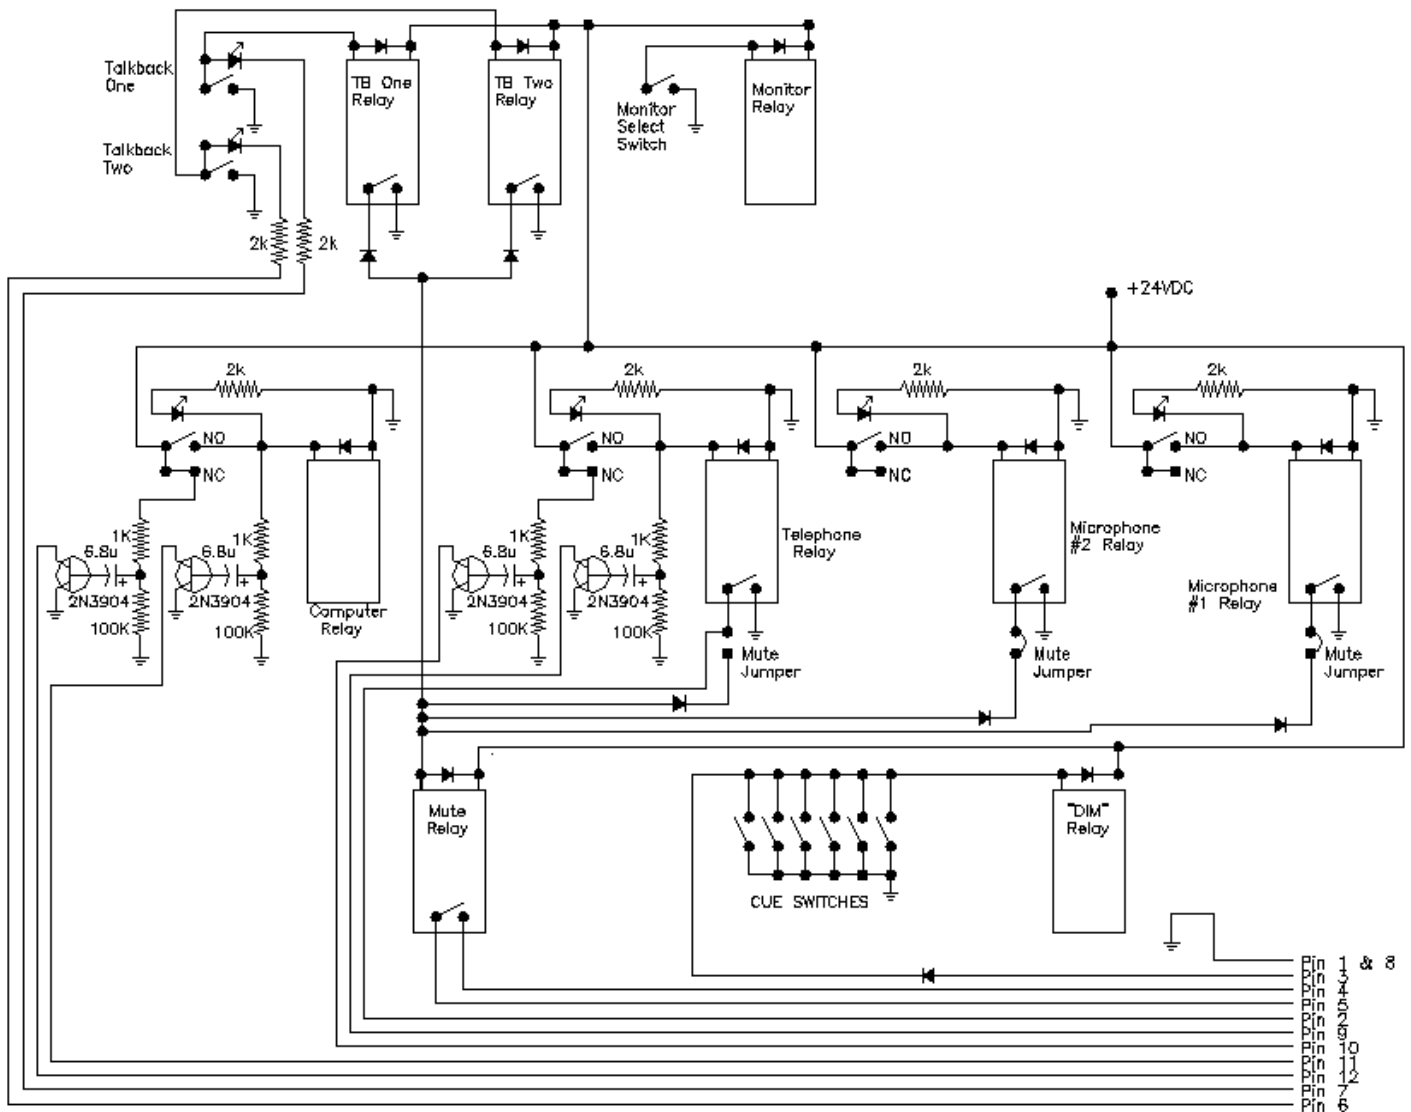 Talkback
One
TB One
Relay
TB Two
Relay
Monitor
Select
Switch
Monitor
Relay
Talkback
Two
2k
2k
+24VDC
2k
2k
2k
2k
NO
NO
NO
NO
NC
NC
NC
NC
1K
1K
1K
1K
6.8u
6.8u
6.8u
6.8u
2N3904
2N3904
2N3904
2N3904
100K
100K
100K
100K
Computer
Relay
Telephone
Relay
Microphone
#2 Relay
Microphone
#1 Relay
Mute
Jumper
Mute
Jumper
Mute
Jumper
Mute
Relay
"DIM"
Relay
CUE SWITCHES
Pin 1 & 8
Pin 3
Pin 4
Pin 5
Pin 2
Pin 9
Pin 10
Pin 11
Pin 12
Pin 7
Pin 6